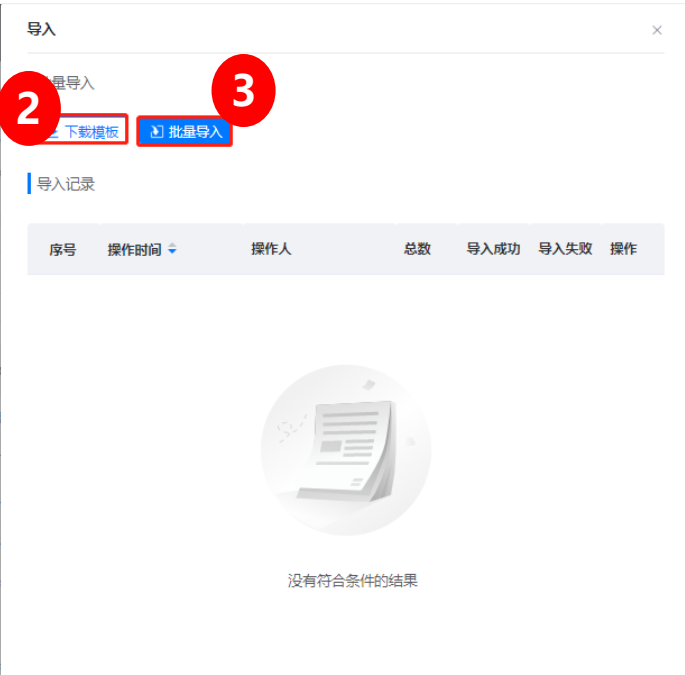 导入
量导入
2
3
下载模板
批量导入
导入记录
序号 操作时间 操作人 总数 导入成功 导入失败 操作
没有符合条件的结果